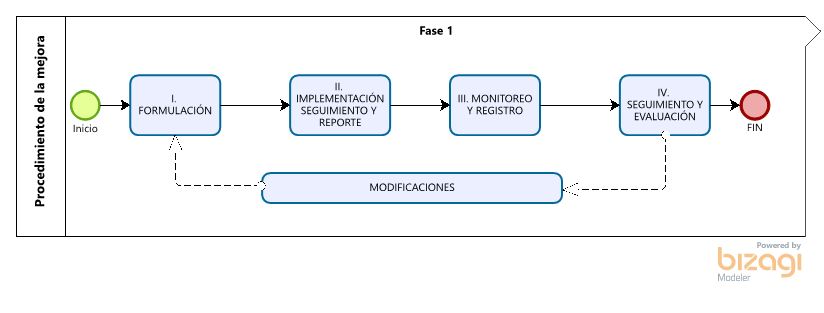 Procedimiento de la mejora
Fase 1
Inicio
I.
FORMULACIÓN
II.
IMPLEMENTACIÓN
SEGUIMIENTO Y
REPORTE
III. MONITOREO
Y REGISTRO
IV.
SEGUIMIENTO Y
EVALUACIÓN
FIN
MODIFICACIONES
Powered by
bizagi
Modeler